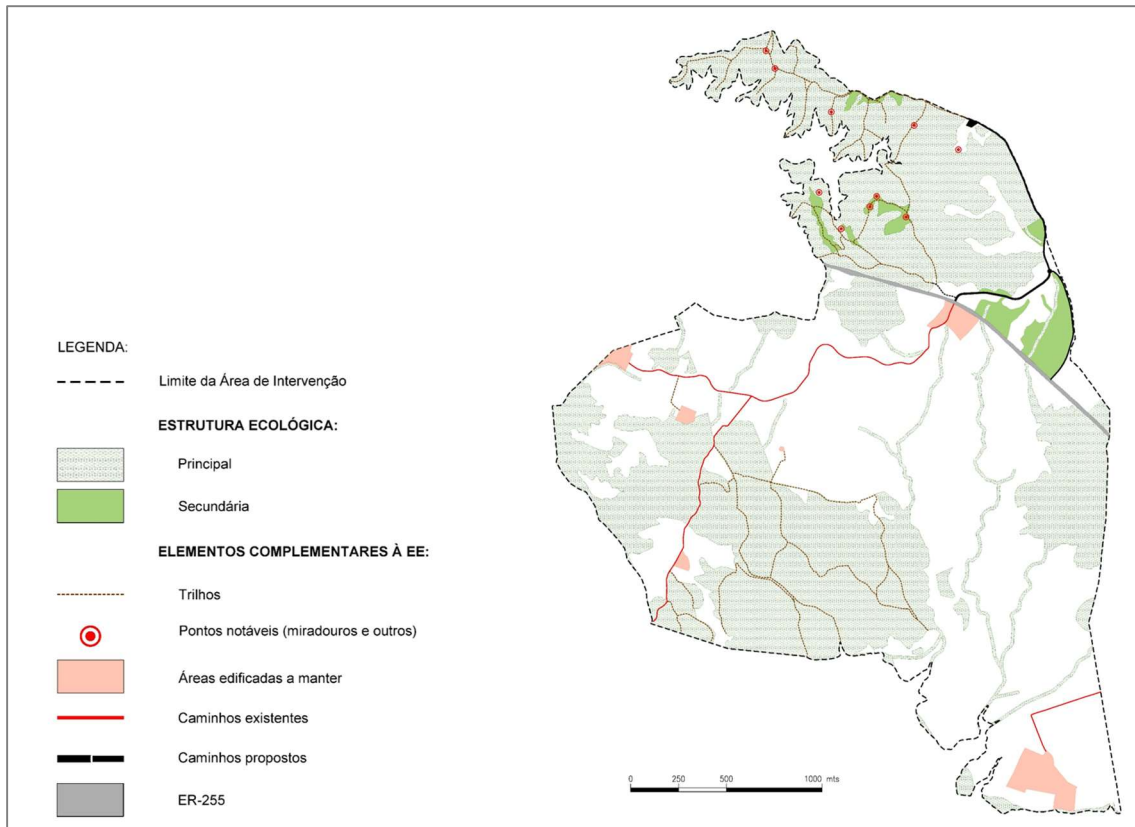 LEGENDA:
Limite da Área de Intervenção
ESTRUTURA ECOLÓGICA:
Principal
Secundária
ELEMENTOS COMPLEMENTARES À EE:
Trilhos
Pontos notáveis (miradouros e outros)
Áreas edificadas a manter
Caminhos existentes
Caminhos propostos
ER-255
0 250 500 1000 mts